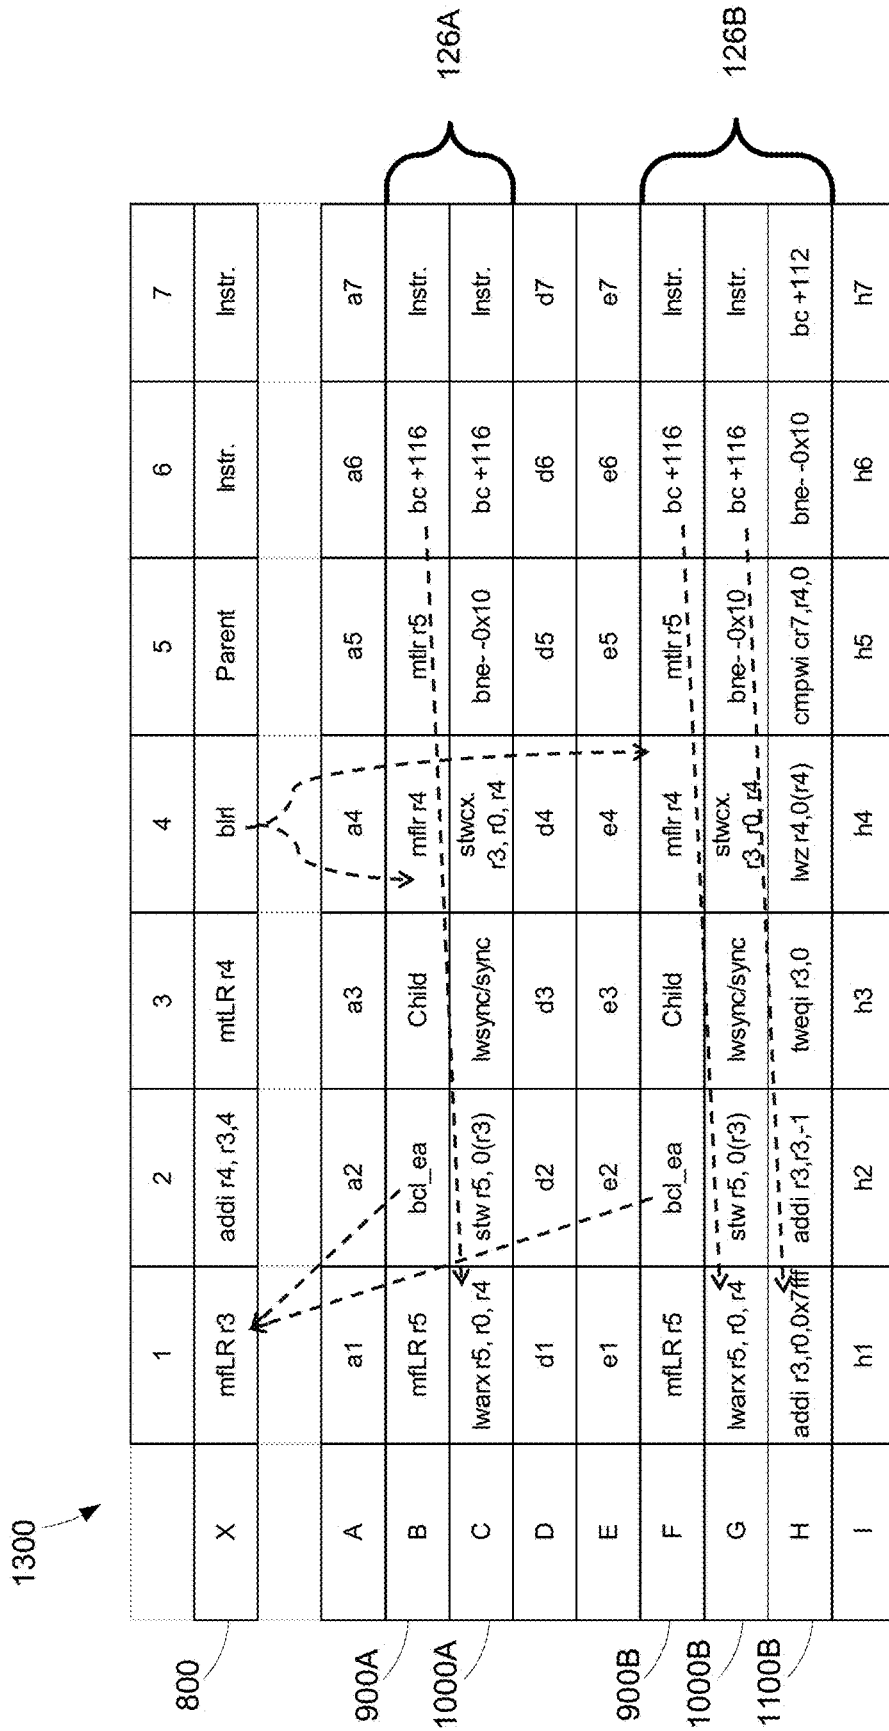 1300
1 2 3 4 5 6 7
800 X mfLR r3 addi r4, r3,4 mtLR r4 blrl Parent Instr. Instr.
A a1 a2 a3 a4 a5 a6 a7
900A B mfLR r5 bcl_ea Child mflr r4 mtlr r5 bc +116 Instr. 126A
1000A C lwarx r5, r0, r4 stw r5, 0(r3) lwsync/sync stwcx. r3, r0, r4 bne- -0x10 bc +116 Instr.
D d1 d2 d3 d4 d5 d6 d7
E e1 e2 e3 e4 e5 e6 e7
900B F mfLR r5 bcl_ea Child mflr r4 mtlr r5 bc +116 Instr. 126B
1000B G lwarx r5, r0, r4 stw r5, 0(r3) lwsync/sync stwcx. r3, r0, r4 bne- -0x10 bc +116 Instr.
1100B H addi r3,r0,0x7fff addi r3,r3,-1 tweqi r3,0 lwz r4,0(r4) cmpwi cr7,r4,0 bne- -0x10 bc +112
I h1 h2 h3 h4 h5 h6 h7